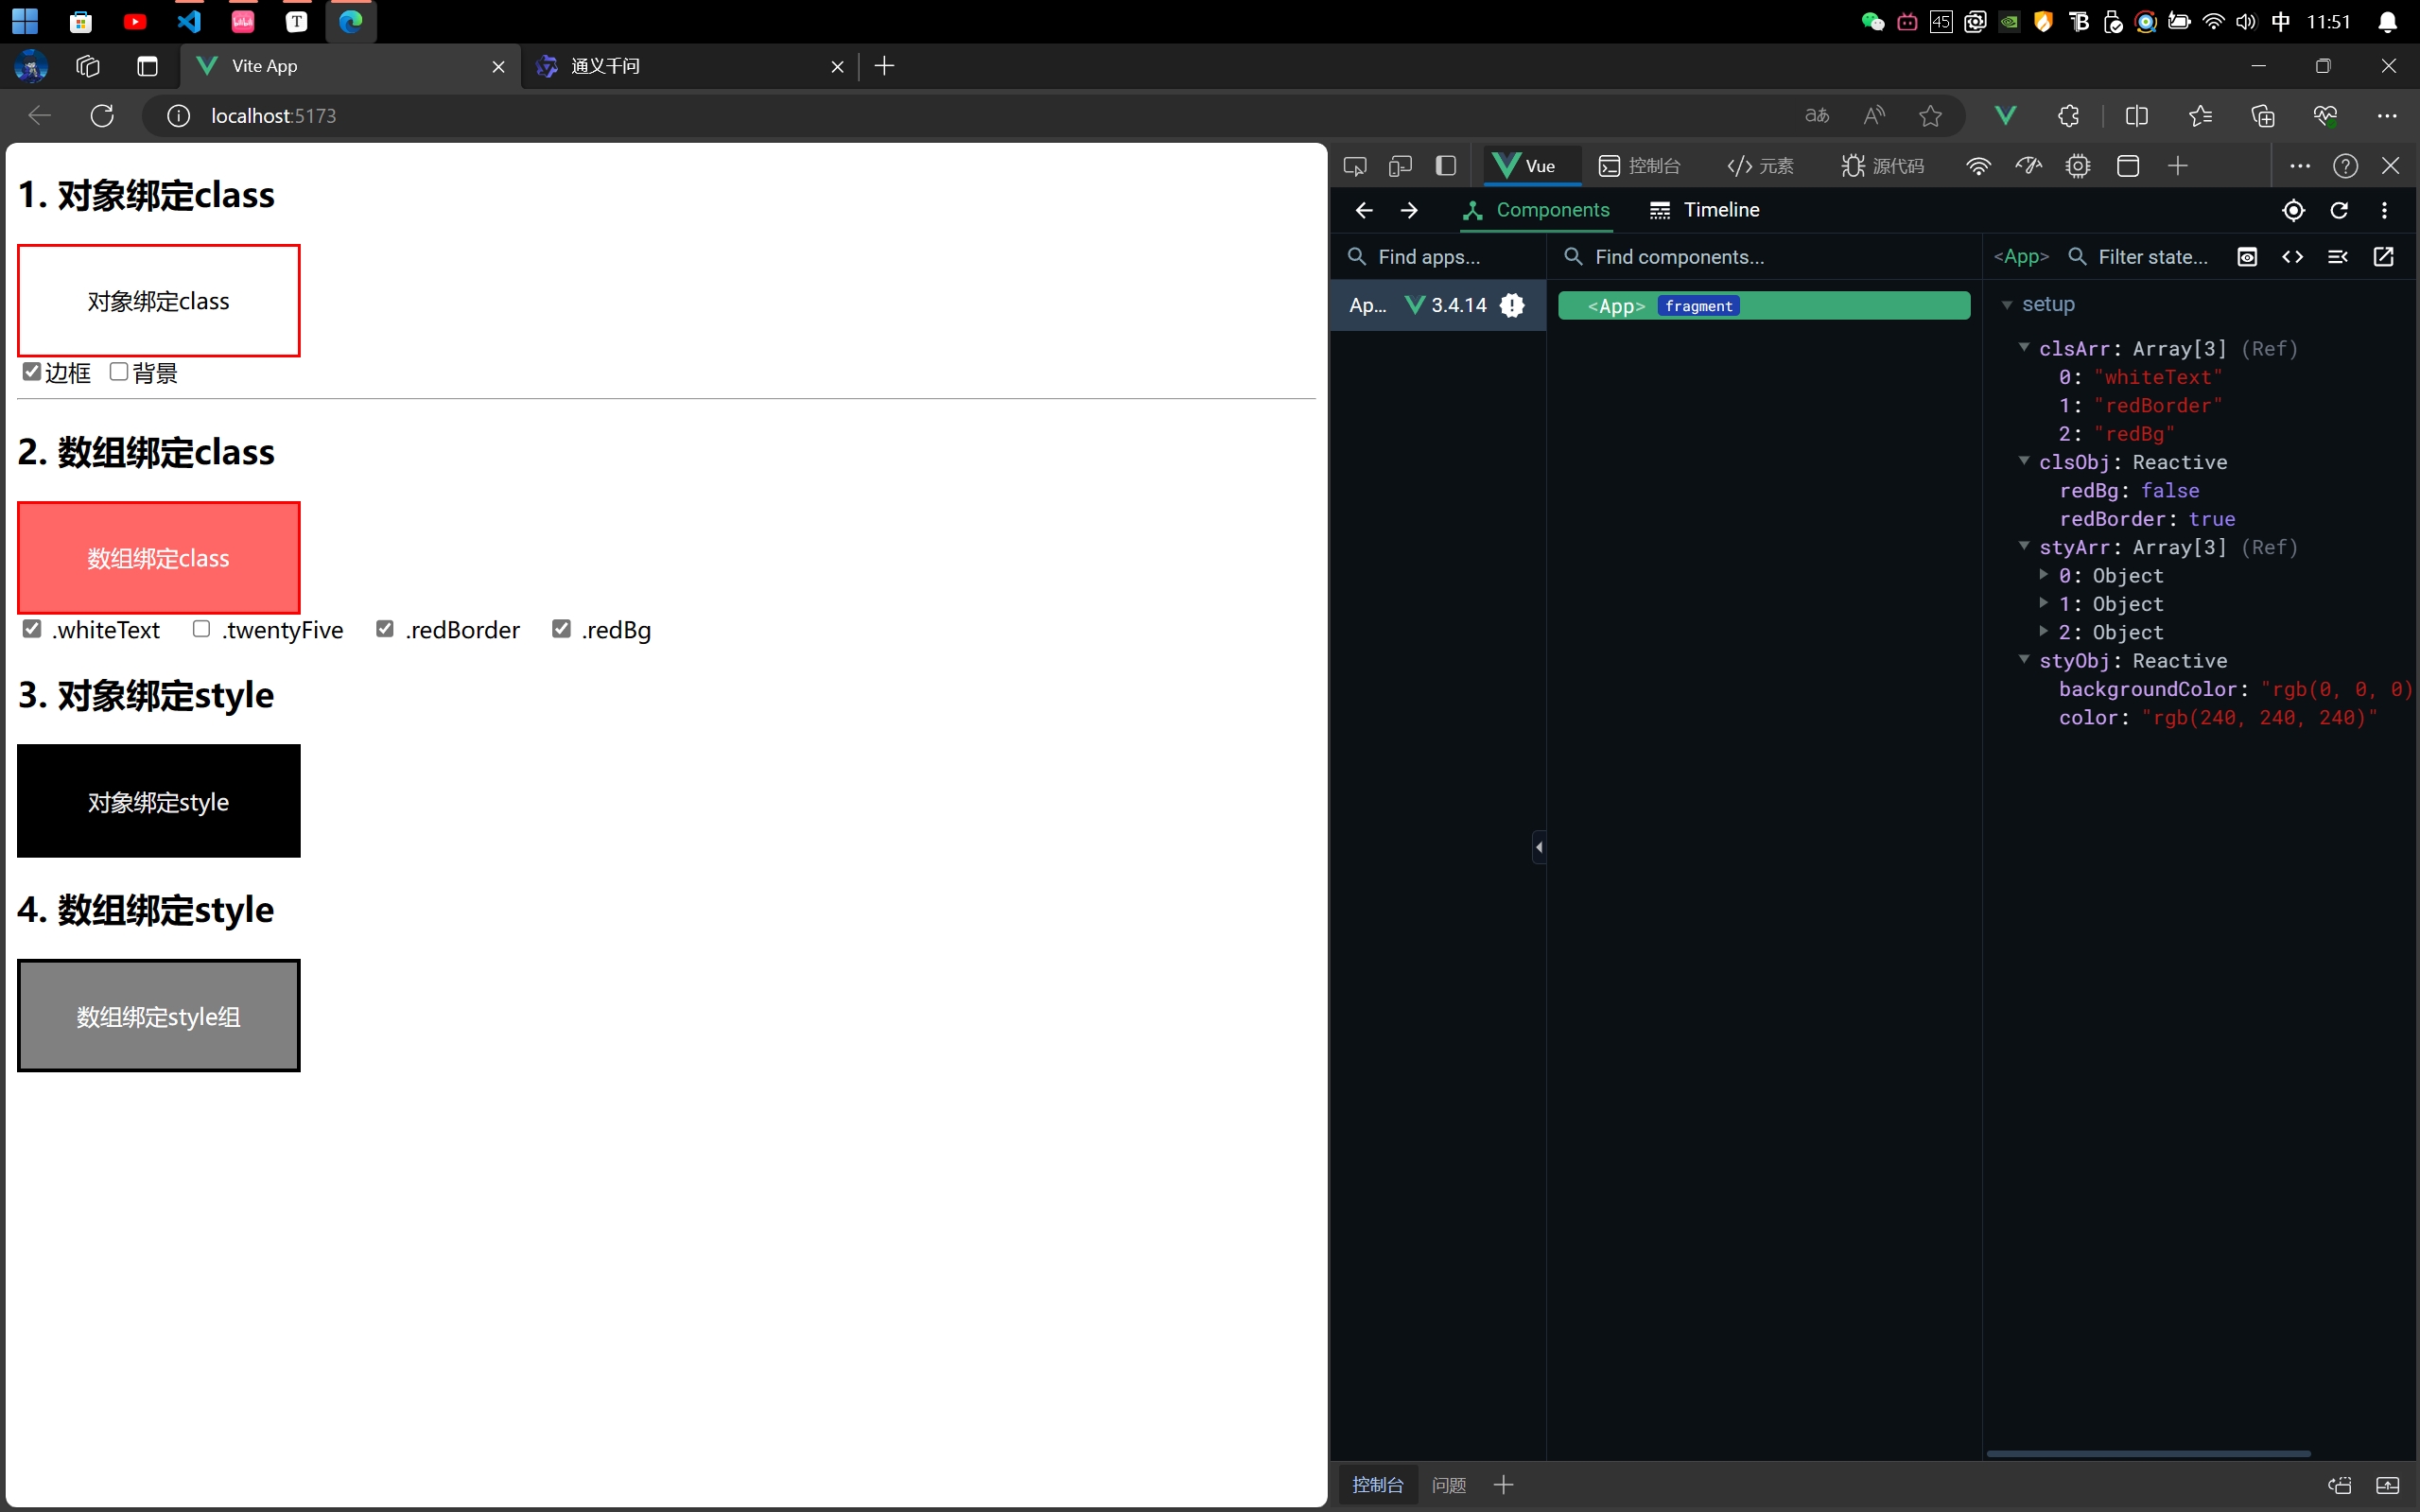 45
中 11:51
Vite App
通义千问
localhost:5173
1. 对象绑定class
对象绑定class
边框 背景
2. 数组绑定class
数组绑定class
.whiteText .twentyFive .redBorder .redBg
3. 对象绑定style
对象绑定style
4. 数组绑定style
数组绑定style组
Vue 控制台 元素 源代码
Components Timeline
Find apps...
Find components...
<App> Filter state...
Ap... 3.4.14
<App> fragment
setup
clsArr: Array[3] (Ref)
0: "whiteText"
1: "redBorder"
2: "redBg"
clsObj: Reactive
redBg: false
redBorder: true
styArr: Array[3] (Ref)
0: Object
1: Object
2: Object
styObj: Reactive
backgroundColor: "rgb(0, 0, 0)
color: "rgb(240, 240, 240)"
控制台 问题